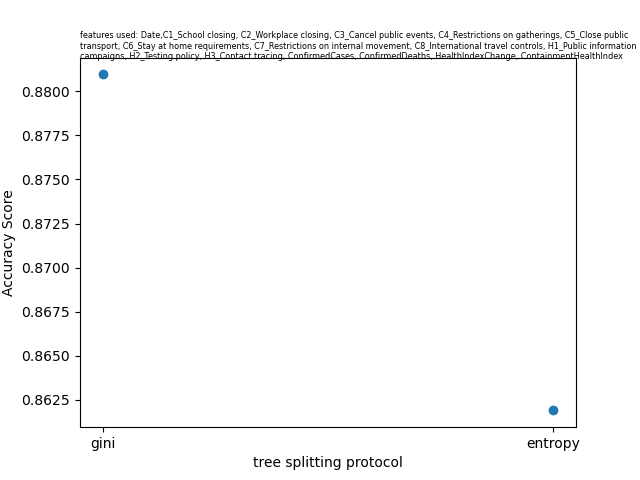 features used: Date,C1_School closing, C2_Workplace closing, C3_Cancel public events, C4_Restrictions on gatherings, C5_Close public
transport, C6_Stay at home requirements, C7_Restrictions on internal movement, C8_International travel controls, H1_Public information
campaigns, H2_Testing policy, H3_Contact tracing, ConfirmedCases, ConfirmedDeaths, HealthIndexChange, ContainmentHealthIndex
0.8800
0.8775
0.8750
0.8725
0.8700
0.8675
0.8650
0.8625
Accuracy Score
gini
entropy
tree splitting protocol